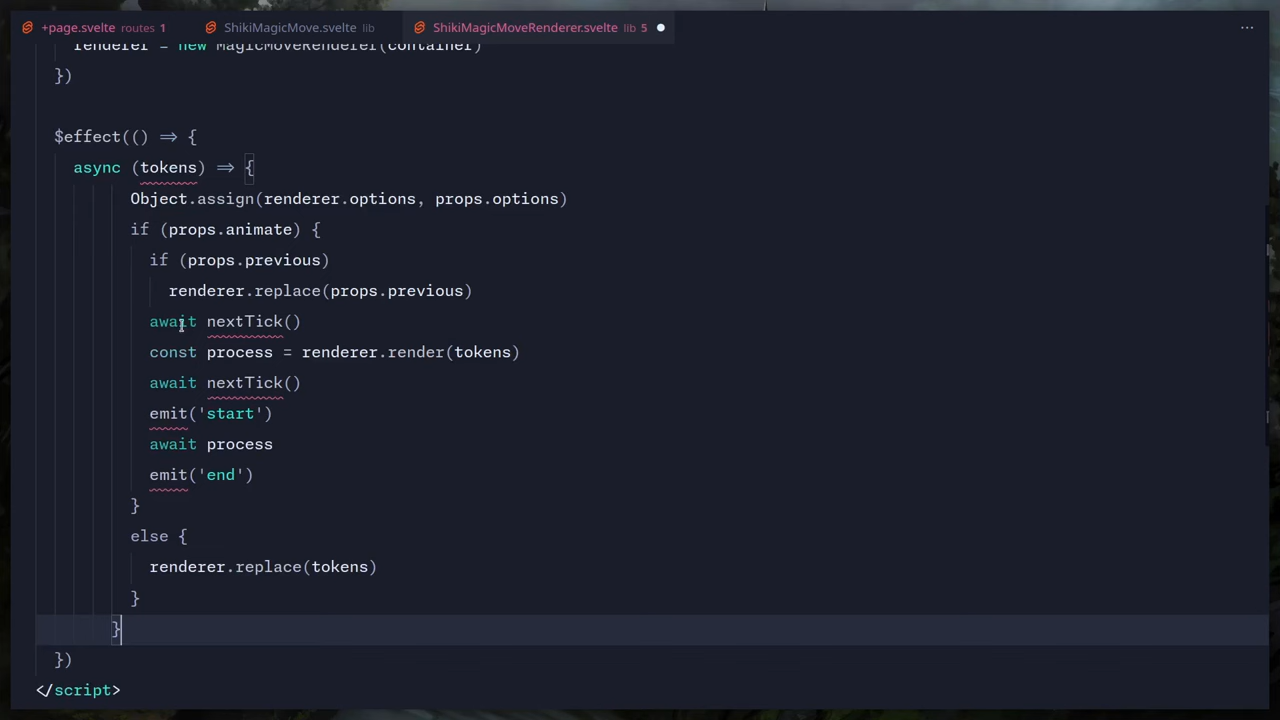 +page.svelte routes 1 ShikiMagicMove.svelte lib ShikiMagicMoveRenderer.svelte lib 5
renderer = new MagicMoveRenderer(container)
})
$effect(() => {
async (tokens) => {
Object.assign(renderer.options, props.options)
if (props.animate) {
if (props.previous)
renderer.replace(props.previous)
await nextTick()
const process = renderer.render(tokens)
await nextTick()
emit('start')
await process
emit('end')
}
else {
renderer.replace(tokens)
}
}
})
</script>